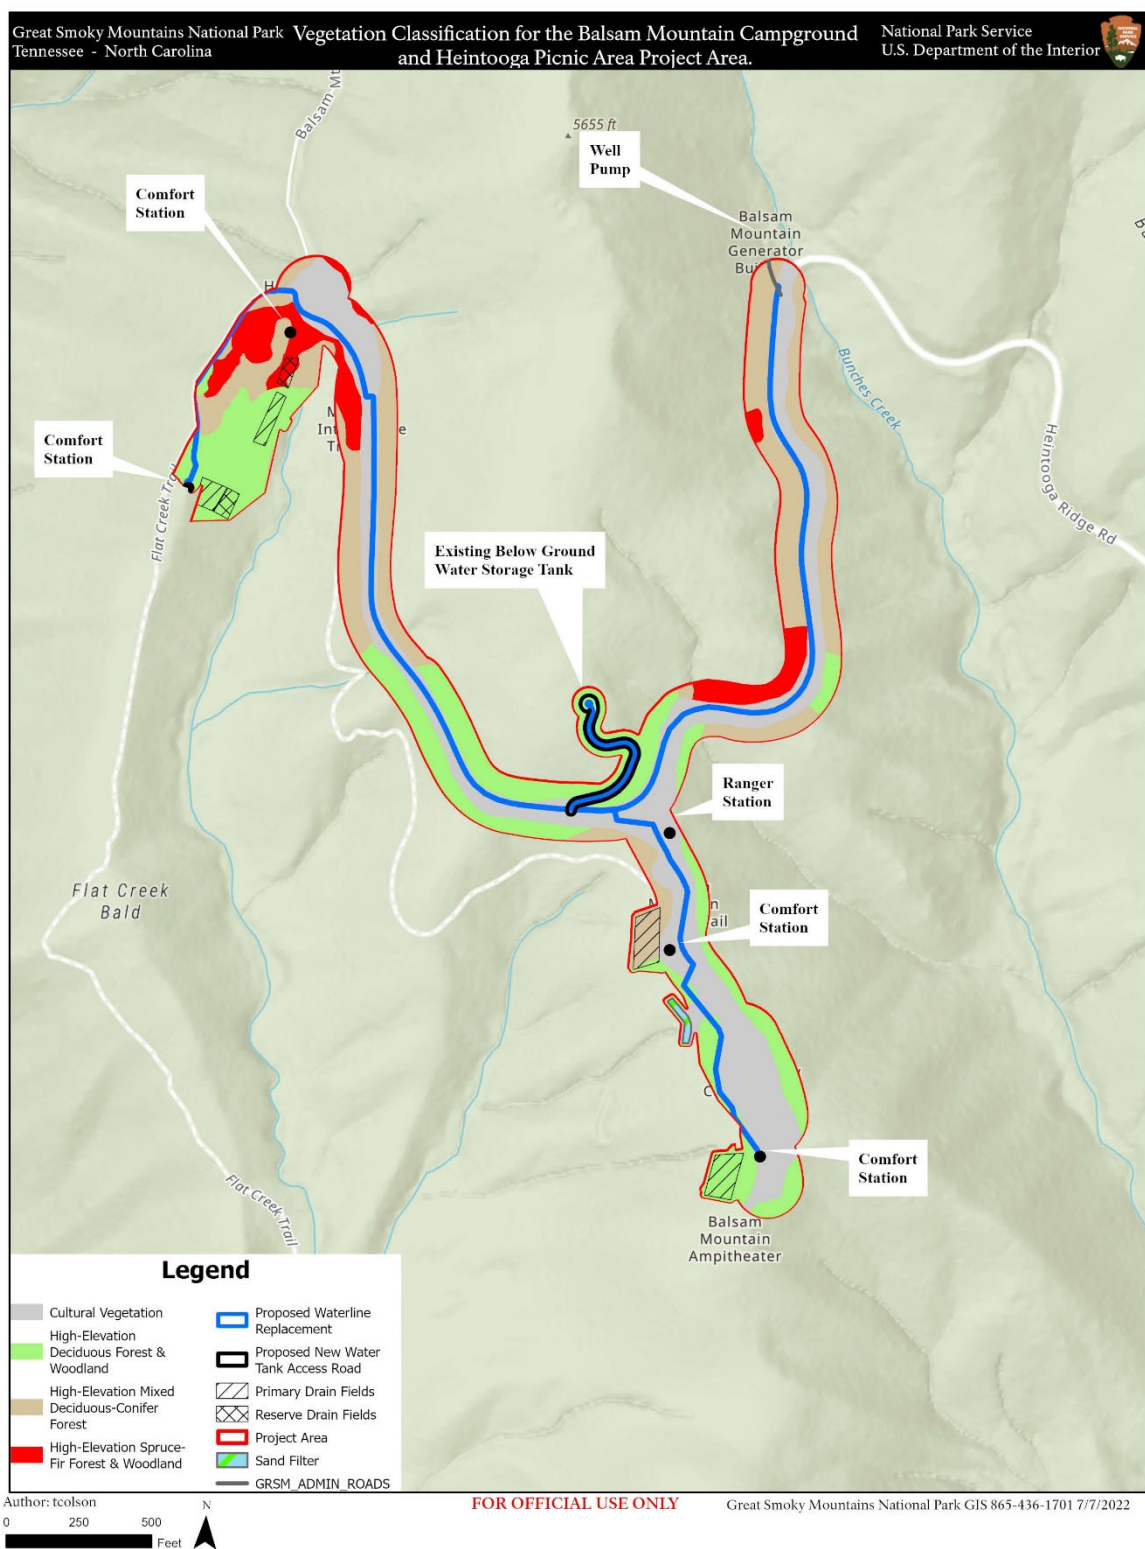 Great Smoky Mountains National Park
Tennessee - North Carolina
Vegetation Classification for the Balsam Mountain Campground
and Heintooga Picnic Area Project Area.
National Park Service
U.S. Department of the Interior
Balsam Mt
5655 ft
Well
Pump
Comfort
Station
Balsam
Mountain
Generator
Bui
H
Bunches Creek
Heintooga Ridge Rd
Comfort
Station
Flat Creek Trail
Existing Below Ground
Water Storage Tank
Ranger
Station
Flat Creek
Bald
Comfort
Station
Comfort
Station
Flat Creek Trail
Balsam
Mountain
Ampitheater
Legend
Cultural Vegetation
High-Elevation
Deciduous Forest &
Woodland
High-Elevation Mixed
Deciduous-Conifer
Forest
High-Elevation Spruce-
Fir Forest & Woodland
Proposed Waterline
Replacement
Proposed New Water
Tank Access Road
Primary Drain Fields
Reserve Drain Fields
Project Area
Sand Filter
GRSM_ADMIN_ROADS
Author: tcolson
N
0 250 500
Feet
FOR OFFICIAL USE ONLY
Great Smoky Mountains National Park GIS 865-436-1701 7/7/2022